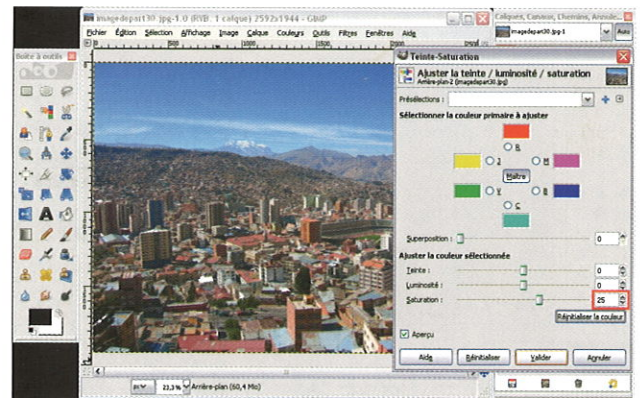 imagedepart30.jpg-1.0 (RVB, 1 calque) 2592x1944 - GIMP
Calques, Canaux, Chemins, Annule...
Fichier Édition Sélection Affichage Image Calque Couleurs Outils Filtres Fenêtres Aide
imagedepart30.jpg-1
Auto
Boîte à outils
Teinte-Saturation
Ajuster la teinte / luminosité / saturation
Arrière-plan-2 (imagedepart30.jpg)
Présélections :
Sélectionner la couleur primaire à ajuster
R
J
M
Maître
V
B
C
Superposition :
0
Ajuster la couleur sélectionnée
Teinte :
0
Luminosité :
0
Saturation :
25
Réinitialiser la couleur
Aperçu
Aide
Réinitialiser
Valider
Annuler
px
33,3% Arrière-plan (60,4 Mio)